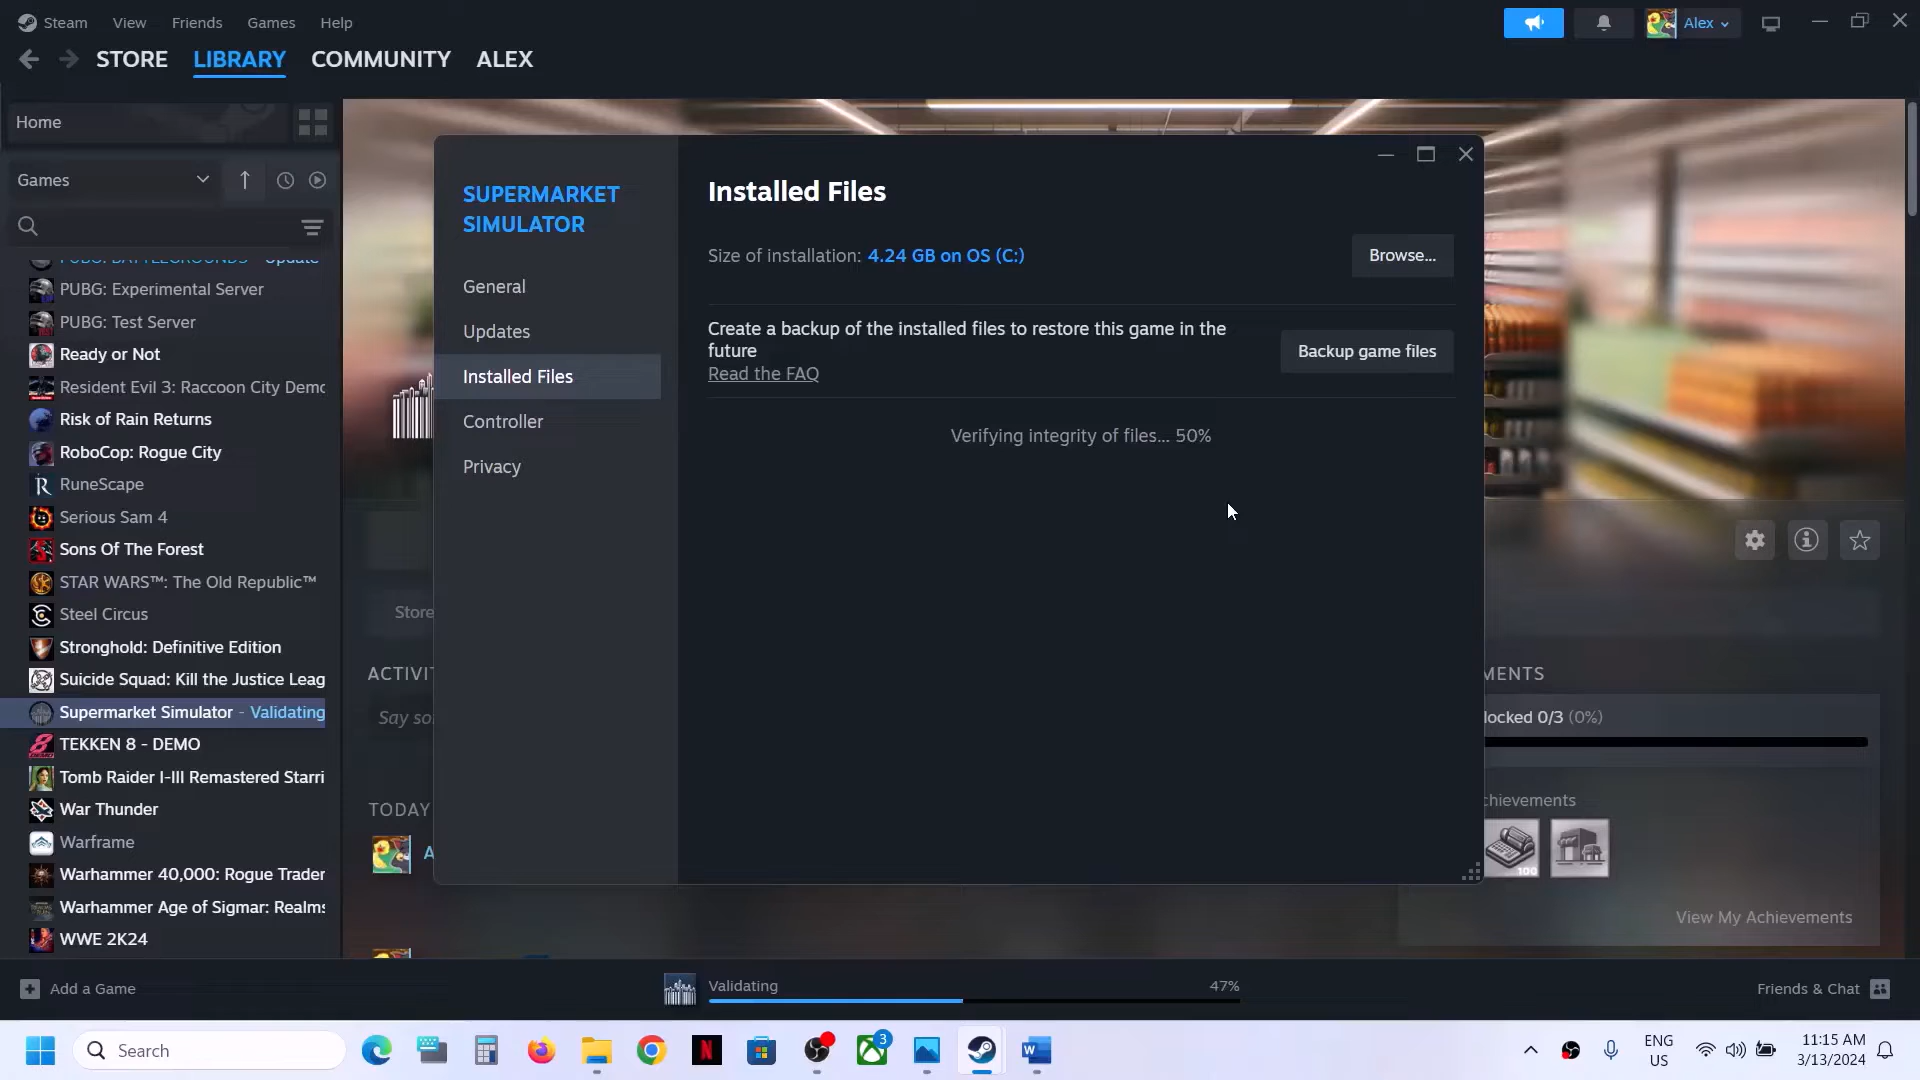 Steam View Friends Games Help
Alex
STORE LIBRARY COMMUNITY ALEX
Home
Games
PUBG: BATTLEGROUNDS - Update
PUBG: Experimental Server
PUBG: Test Server
Ready or Not
Resident Evil 3: Raccoon City Demo
Risk of Rain Returns
RoboCop: Rogue City
RuneScape
Serious Sam 4
Sons Of The Forest
STAR WARS™: The Old Republic™
Steel Circus
Stronghold: Definitive Edition
Suicide Squad: Kill the Justice Leag
Supermarket Simulator - Validating
TEKKEN 8 - DEMO
Tomb Raider I-III Remastered Starri
War Thunder
Warframe
Warhammer 40,000: Rogue Trader
Warhammer Age of Sigmar: Realms
WWE 2K24
SUPERMARKET
SIMULATOR
General
Updates
Installed Files
Controller
Privacy
Installed Files
Size of installation: 4.24 GB on OS (C:)
Browse...
Create a backup of the installed files to restore this game in the
future
Read the FAQ
Backup game files
Verifying integrity of files... 50%
Store
ACTIVIT
Say so
TODAY
A
MENTS
locked 0/3 (0%)
chievements
100
View My Achievements
Add a Game
Validating
47%
Friends & Chat
Search
3
ENG
US
11:15 AM
3/13/2024